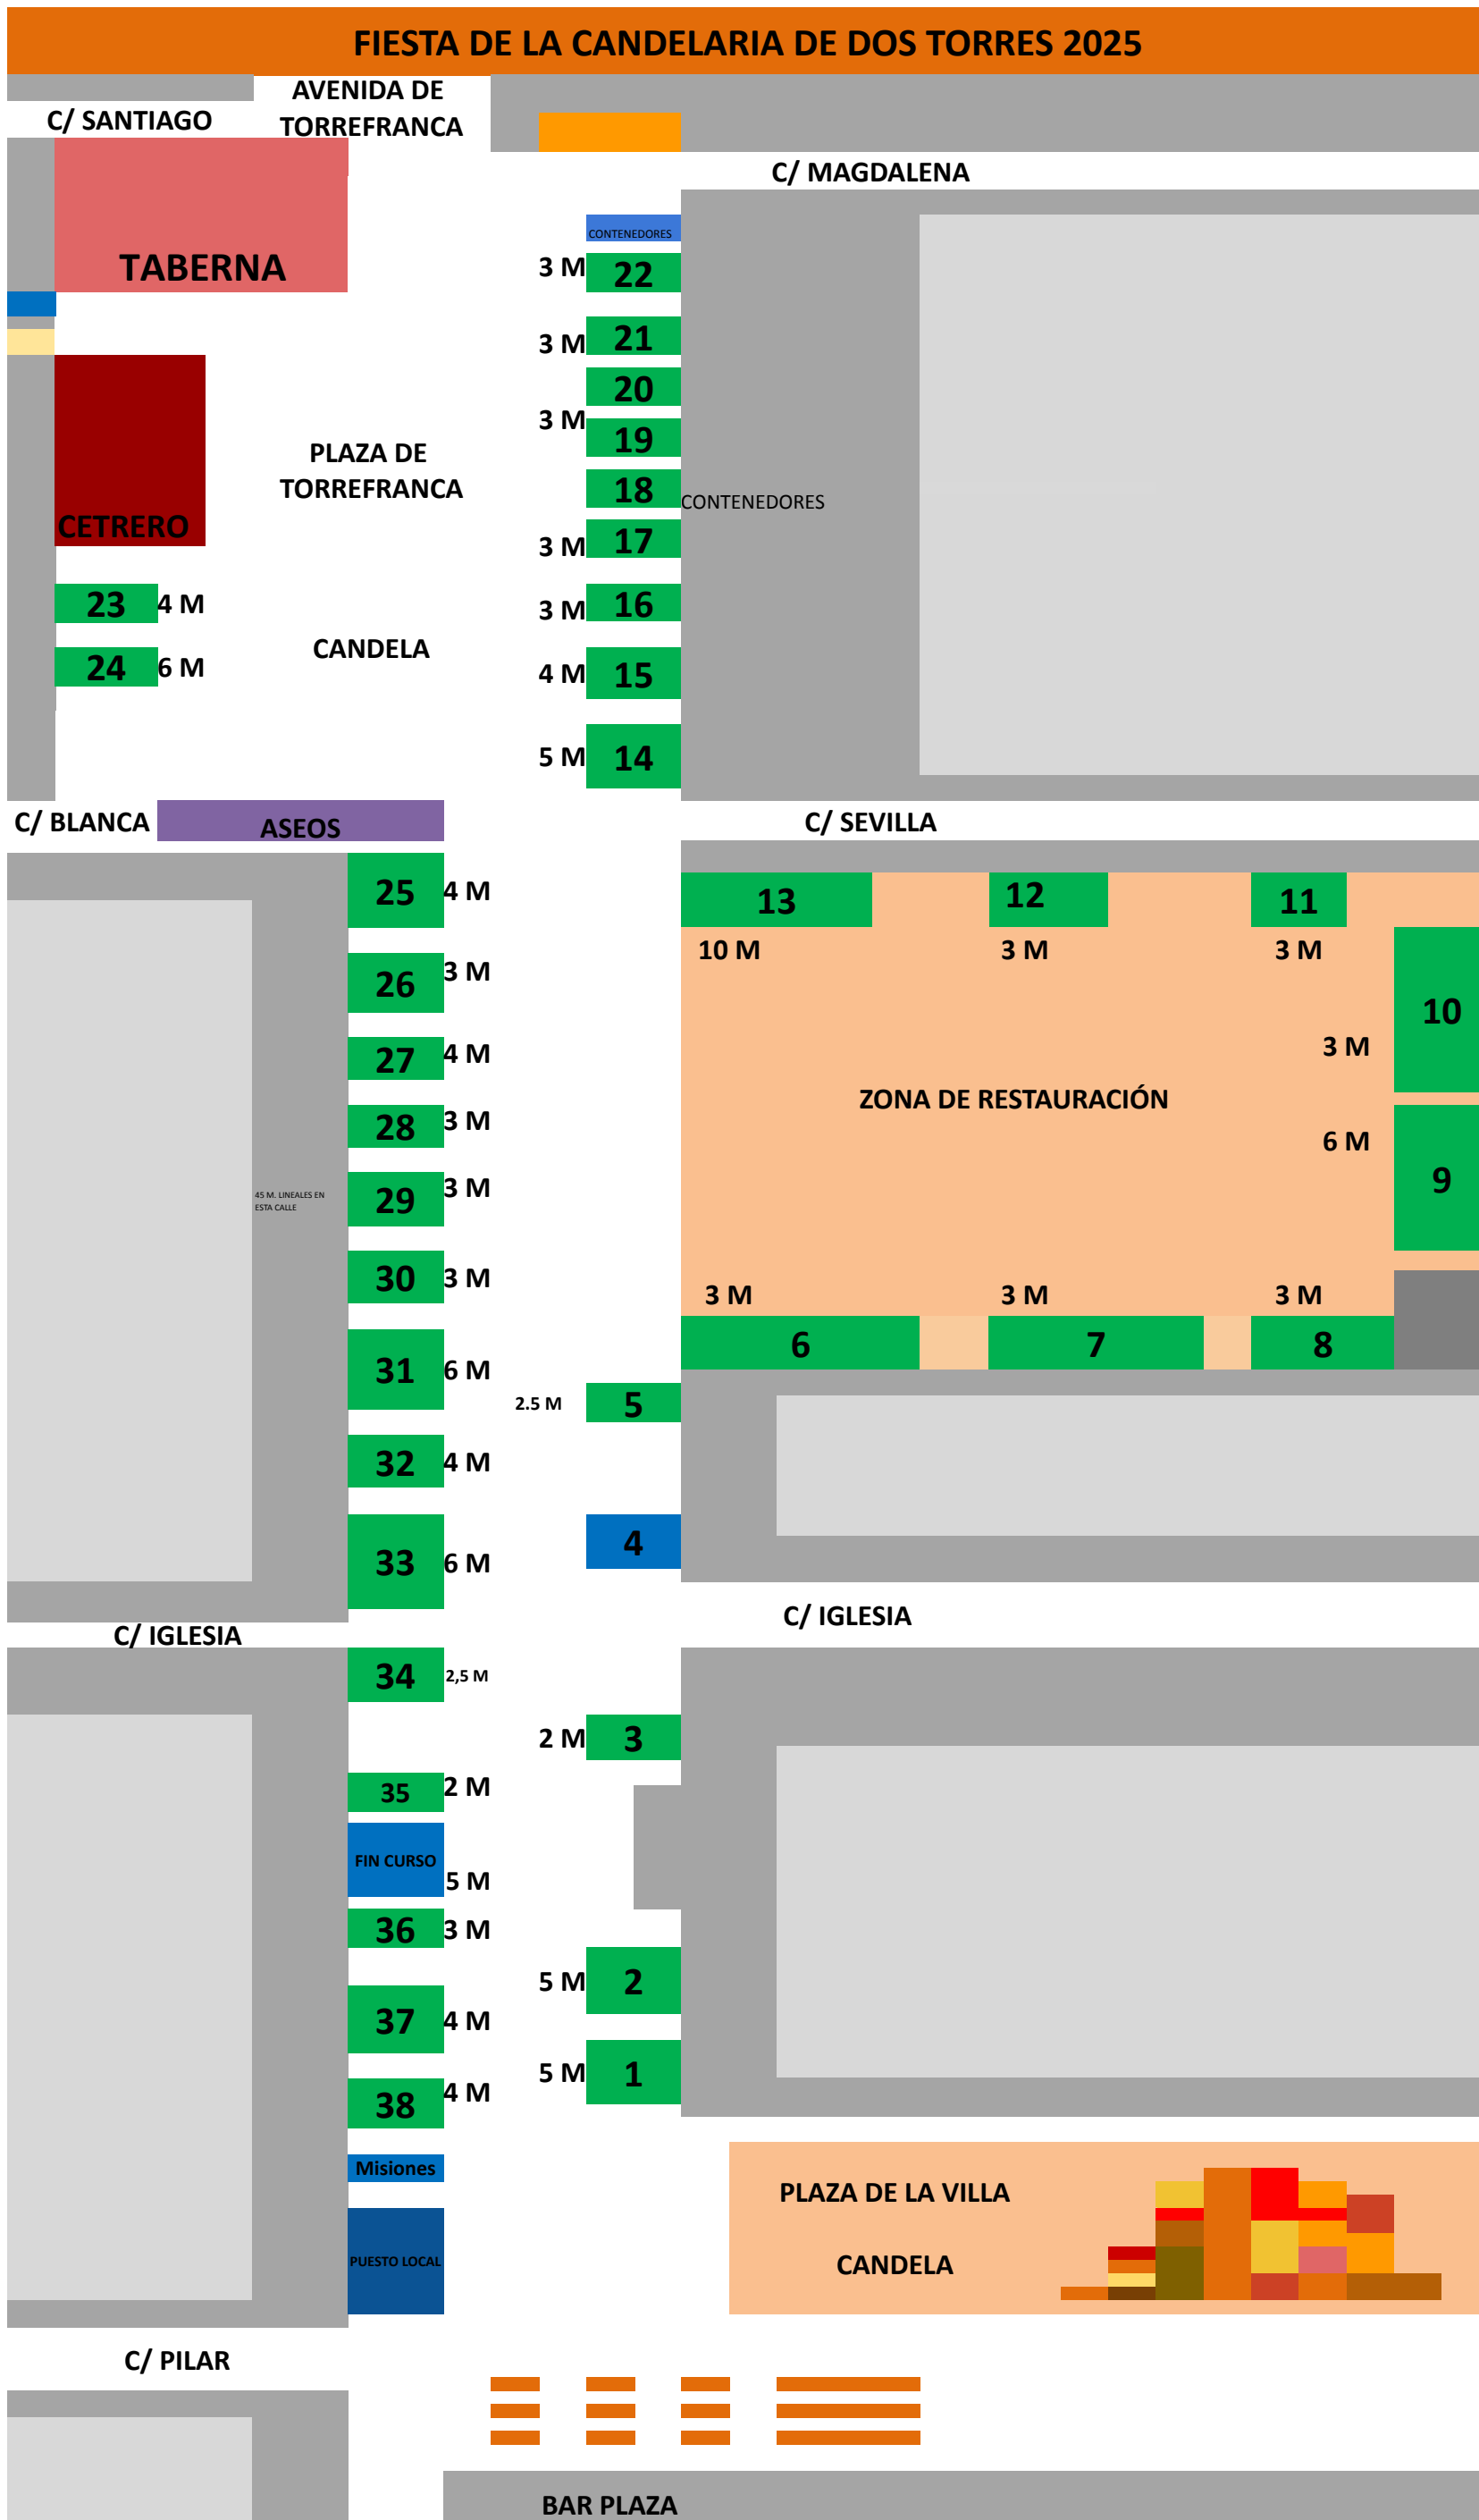 FIESTA DE LA CANDELARIA DE DOS TORRES 2025
AVENIDA DE
TORREFRANCA
C/ SANTIAGO
C/ MAGDALENA
TABERNA
CONTENEDORES
3 M 22
3 M 21
20
3 M
19
PLAZA DE
TORREFRANCA
18
CONTENEDORES
CETRERO
3 M 17
23 4 M
3 M 16
CANDELA
24 6 M
4 M 15
5 M 14
C/ BLANCA
ASEOS
C/ SEVILLA
25 4 M
13
12
11
10 M
3 M
3 M
26 3 M
10
3 M
27 4 M
ZONA DE RESTAURACIÓN
28 3 M
6 M
9
29 3 M
45 M. LINEALES EN
ESTA CALLE
30 3 M
3 M
3 M
3 M
6
7
8
31 6 M
2.5 M 5
32 4 M
4
33 6 M
C/ IGLESIA
C/ IGLESIA
34 2,5 M
2 M 3
35 2 M
FIN CURSO
5 M
36 3 M
5 M 2
37 4 M
5 M 1
38 4 M
Misiones
PLAZA DE LA VILLA
PUESTO LOCAL
CANDELA
C/ PILAR
BAR PLAZA